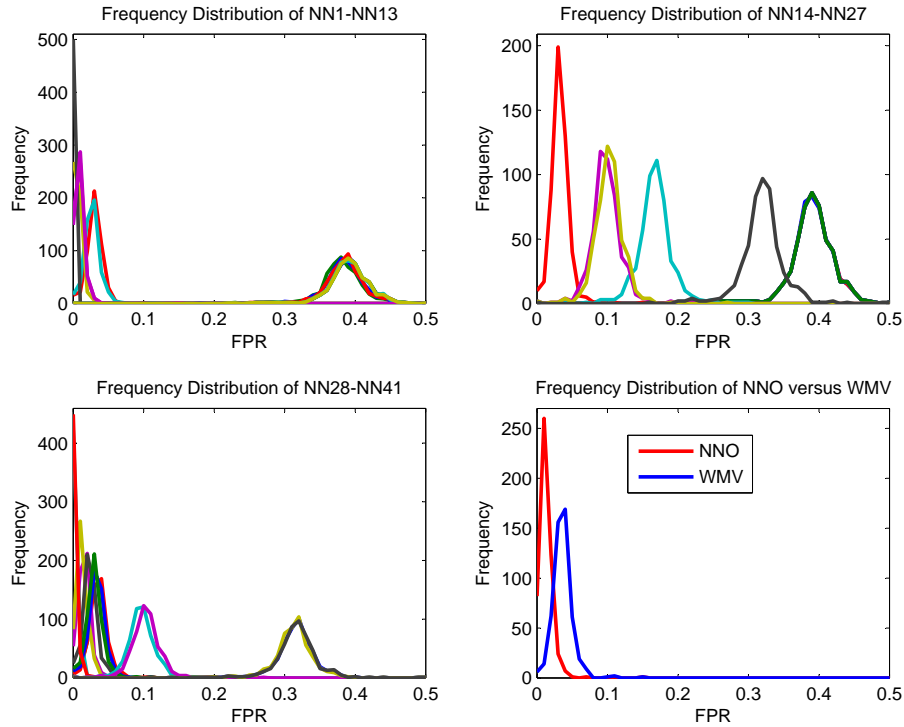 Frequency Distribution of NN1-NN13
500
400
300
200
100
0
Frequency
0 0.1 0.2 0.3 0.4 0.5
FPR
Frequency Distribution of NN14-NN27
200
150
100
50
0
Frequency
0 0.1 0.2 0.3 0.4 0.5
FPR
Frequency Distribution of NN28-NN41
400
300
200
100
0
Frequency
0 0.1 0.2 0.3 0.4 0.5
FPR
Frequency Distribution of NNO versus WMV
250
200
150
100
50
0
Frequency
NNO
WMV
0 0.1 0.2 0.3 0.4 0.5
FPR